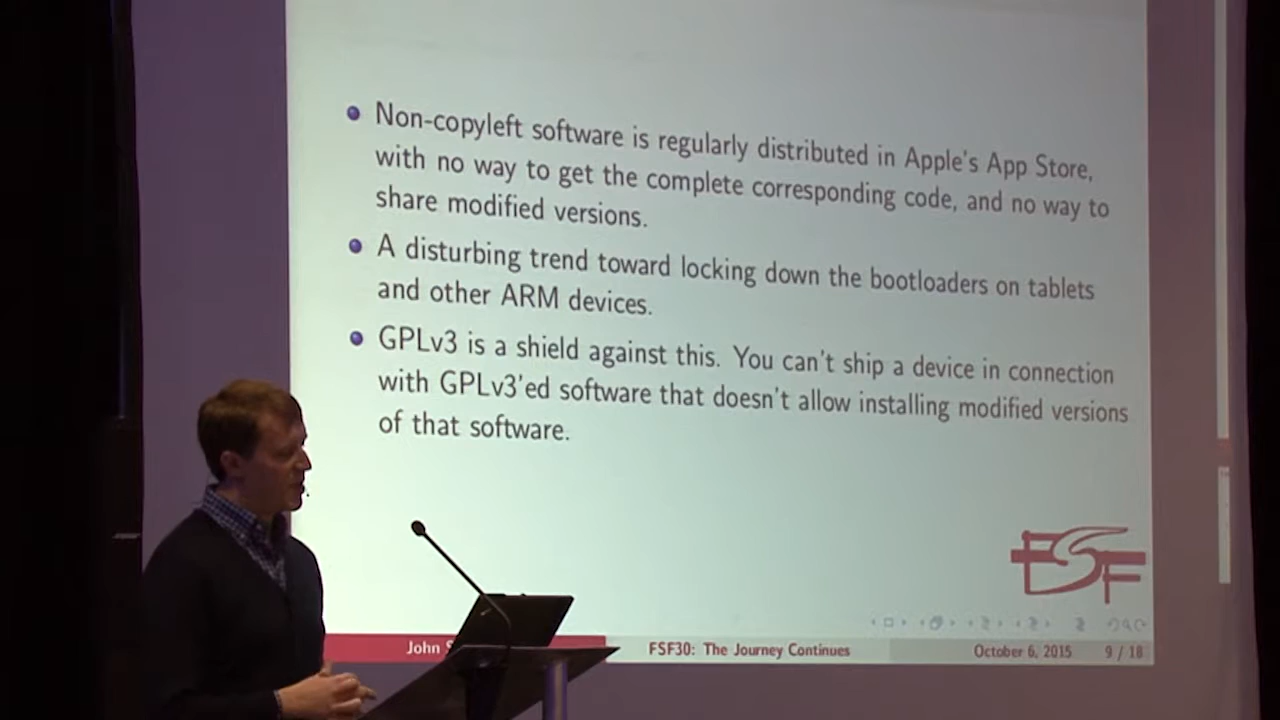 Non-copyleft software is regularly distributed in Apple's App Store,
with no way to get the complete corresponding code, and no way to
share modified versions.
A disturbing trend toward locking down the bootloaders on tablets
and other ARM devices.
GPLv3 is a shield against this. You can't ship a device in connection
with GPLv3'ed software that doesn't allow installing modified versions
of that software.
FSF
John
FSF30: The Journey Continues
October 6, 2015
9 / 18